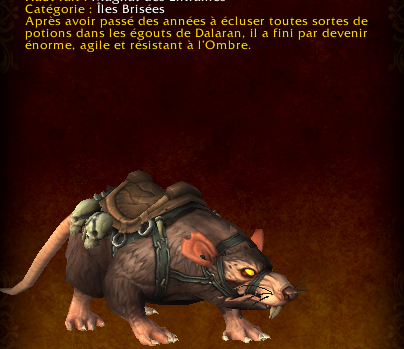 Catégorie : Îles Brisées
Après avoir passé des années à écluser toutes sortes de
potions dans les égouts de Dalaran, il a fini par devenir
énorme, agile et résistant à l'Ombre.